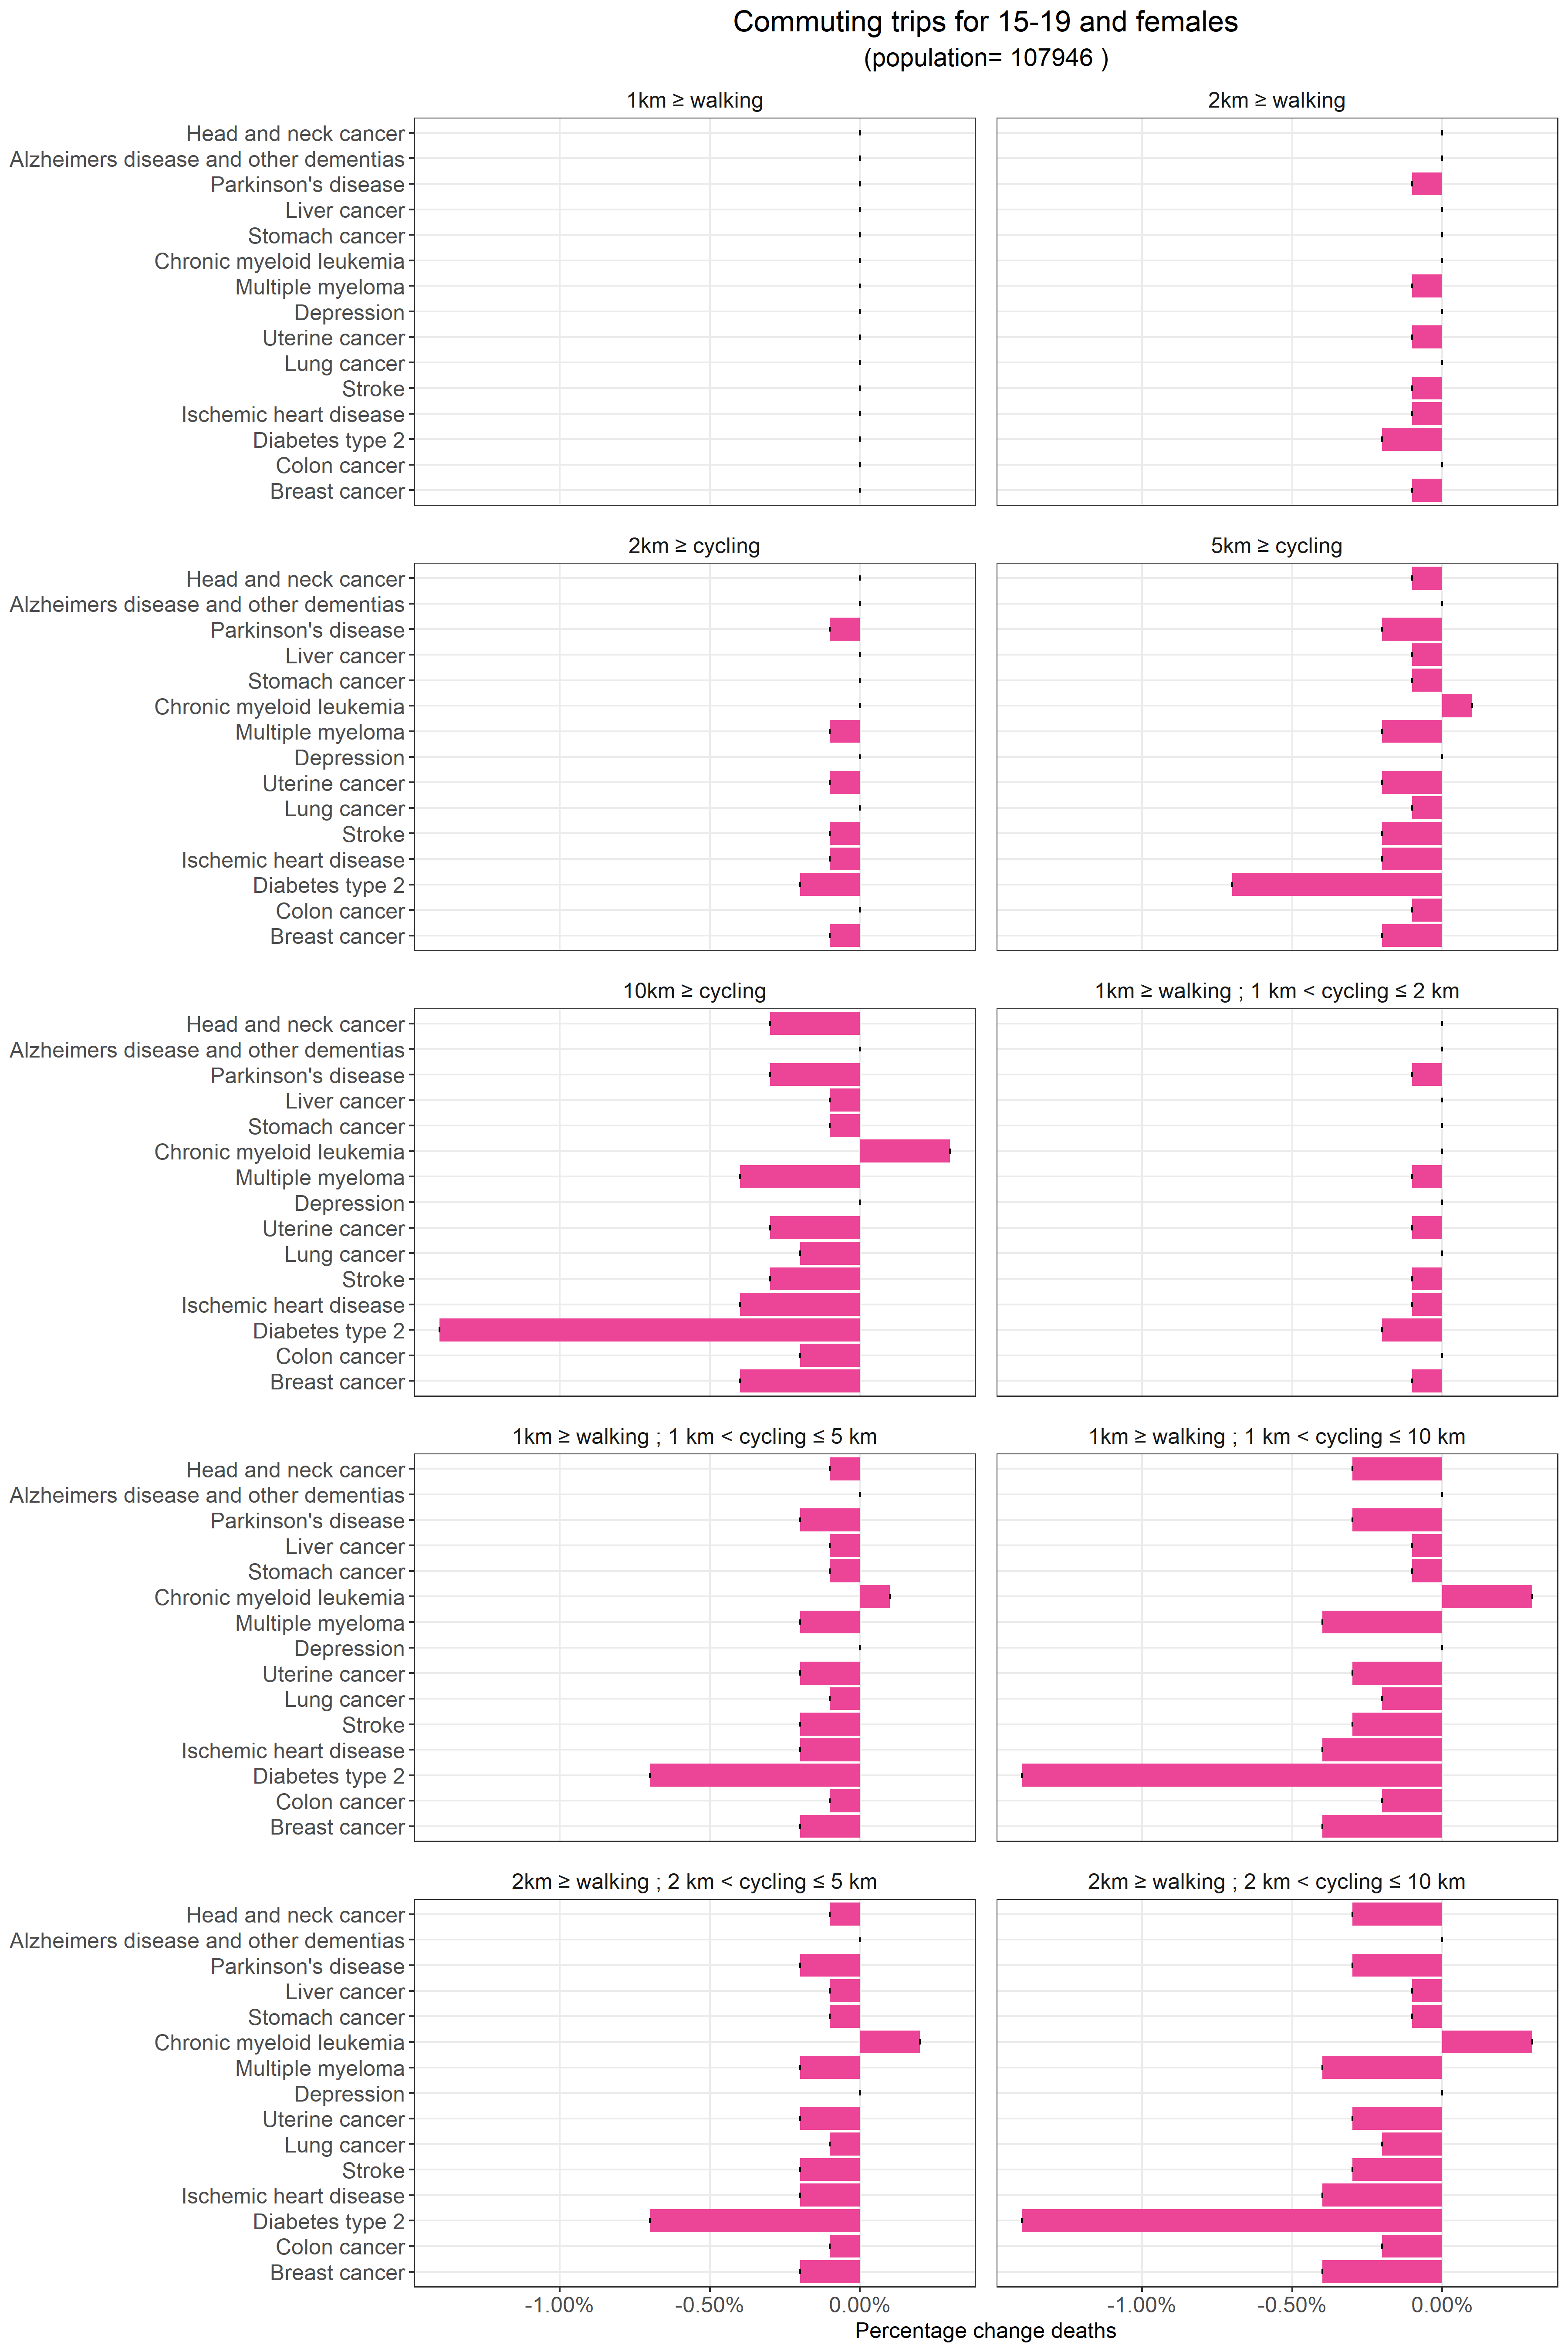 Commuting trips for 15-19 and females
(population= 107946 )
1km ≥ walking
2km ≥ walking
Head and neck cancer
Alzheimers disease and other dementias
Parkinson's disease
Liver cancer
Stomach cancer
Chronic myeloid leukemia
Multiple myeloma
Depression
Uterine cancer
Lung cancer
Stroke
Ischemic heart disease
Diabetes type 2
Colon cancer
Breast cancer
2km ≥ cycling
5km ≥ cycling
Head and neck cancer
Alzheimers disease and other dementias
Parkinson's disease
Liver cancer
Stomach cancer
Chronic myeloid leukemia
Multiple myeloma
Depression
Uterine cancer
Lung cancer
Stroke
Ischemic heart disease
Diabetes type 2
Colon cancer
Breast cancer
10km ≥ cycling
1km ≥ walking ; 1 km < cycling ≤ 2 km
Head and neck cancer
Alzheimers disease and other dementias
Parkinson's disease
Liver cancer
Stomach cancer
Chronic myeloid leukemia
Multiple myeloma
Depression
Uterine cancer
Lung cancer
Stroke
Ischemic heart disease
Diabetes type 2
Colon cancer
Breast cancer
1km ≥ walking ; 1 km < cycling ≤ 5 km
1km ≥ walking ; 1 km < cycling ≤ 10 km
Head and neck cancer
Alzheimers disease and other dementias
Parkinson's disease
Liver cancer
Stomach cancer
Chronic myeloid leukemia
Multiple myeloma
Depression
Uterine cancer
Lung cancer
Stroke
Ischemic heart disease
Diabetes type 2
Colon cancer
Breast cancer
2km ≥ walking ; 2 km < cycling ≤ 5 km
2km ≥ walking ; 2 km < cycling ≤ 10 km
Head and neck cancer
Alzheimers disease and other dementias
Parkinson's disease
Liver cancer
Stomach cancer
Chronic myeloid leukemia
Multiple myeloma
Depression
Uterine cancer
Lung cancer
Stroke
Ischemic heart disease
Diabetes type 2
Colon cancer
Breast cancer
-1.00% -0.50% 0.00% -1.00% -0.50% 0.00%
Percentage change deaths